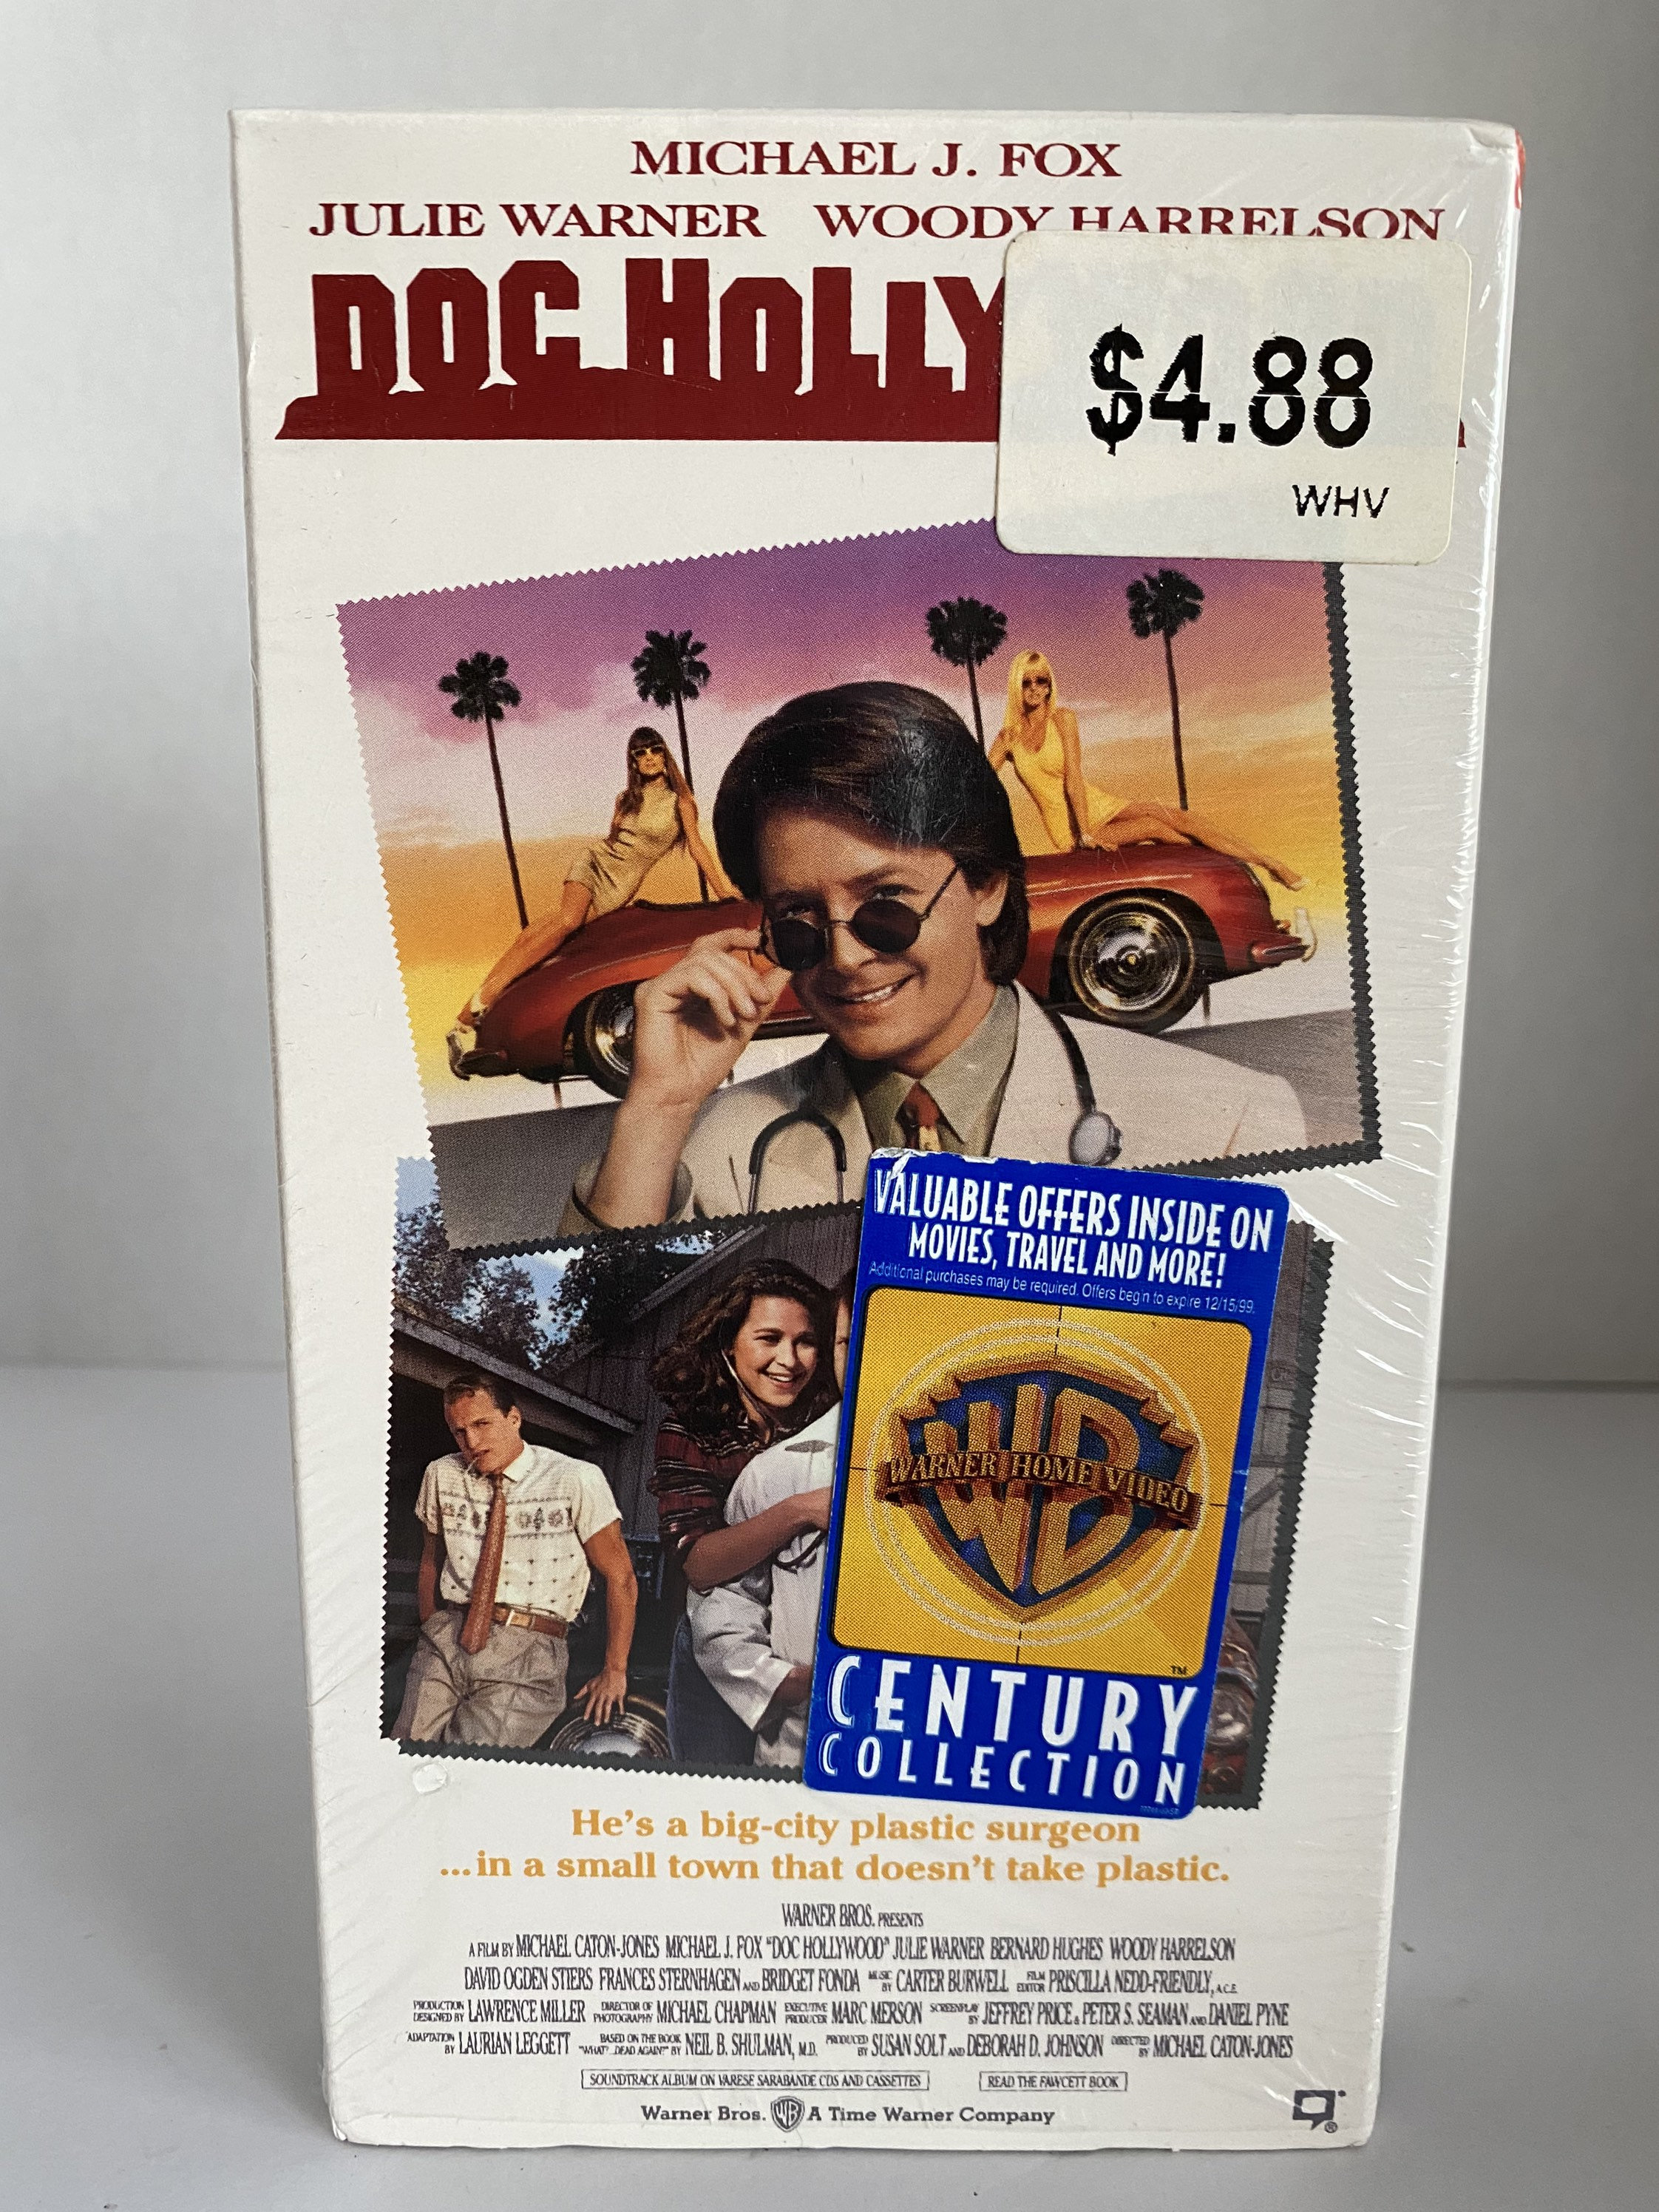 MICHAEL J. FOX
JULIE WARNER WOODY HARRELSON
DOC HOLLY
$4.88
WHV
VALUABLE OFFERS INSIDE ON
MOVIES, TRAVEL AND MORE!
Additional purchases may be required. Offers begin to expire 12/15/99.
WB
WARNER HOME VIDEO
TM
CENTURY
COLLECTION
He's a big-city plastic surgeon
...in a small town that doesn't take plastic.
WARNER BROS. PRESENTS
A FILM BY MICHAEL CATON-JONES MICHAEL J. FOX "DOC HOLLYWOOD" JULIE WARNER BERNARD HUGHES WOODY HARRELSON
DAVID OGDEN STIERS FRANCES STERNHAGEN AND BRIDGET FONDA MUSIC BY CARTER BURWELL FILM EDITOR PRISCILLA NEDD-FRIENDLY, A.C.E.
PRODUCTION DESIGNED BY LAWRENCE MILLER DIRECTOR OF PHOTOGRAPHY MICHAEL CHAPMAN EXECUTIVE PRODUCER MARC MERSON SCREENPLAY BY JEFFREY PRICE & PETER S. SEAMAN AND DANIEL PYNE
ADAPTATION BY LAURIAN LEGGETT BASED ON THE BOOK "WHAT?...DEAD AGAIN?" BY NEIL B. SHULMAN, M.D. PRODUCED BY SUSAN SOLT AND DEBORAH D. JOHNSON DIRECTED BY MICHAEL CATON-JONES
SOUNDTRACK ALBUM ON VARESE SARABANDE CDS AND CASSETTES READ THE FAWCETT BOOK
Warner Bros. WB A Time Warner Company
®